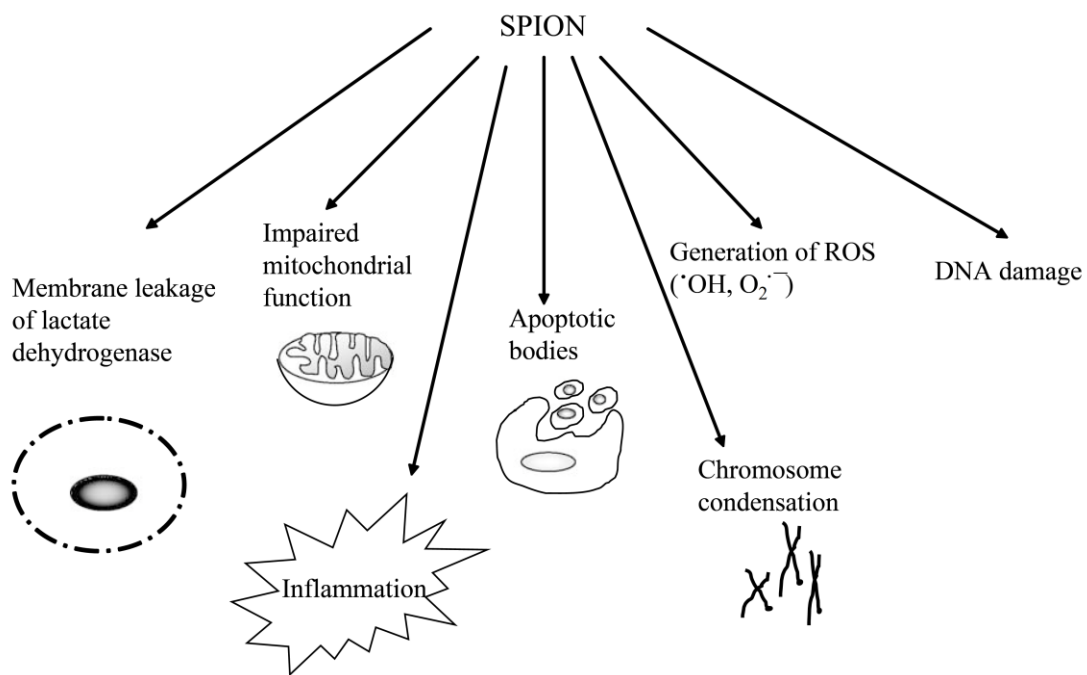 SPION
Membrane leakage
of lactate
dehydrogenase
Impaired
mitochondrial
function
Inflammation
Apoptotic
bodies
Generation of ROS
(˙OH, O₂˙⁻)
Chromosome
condensation
DNA damage